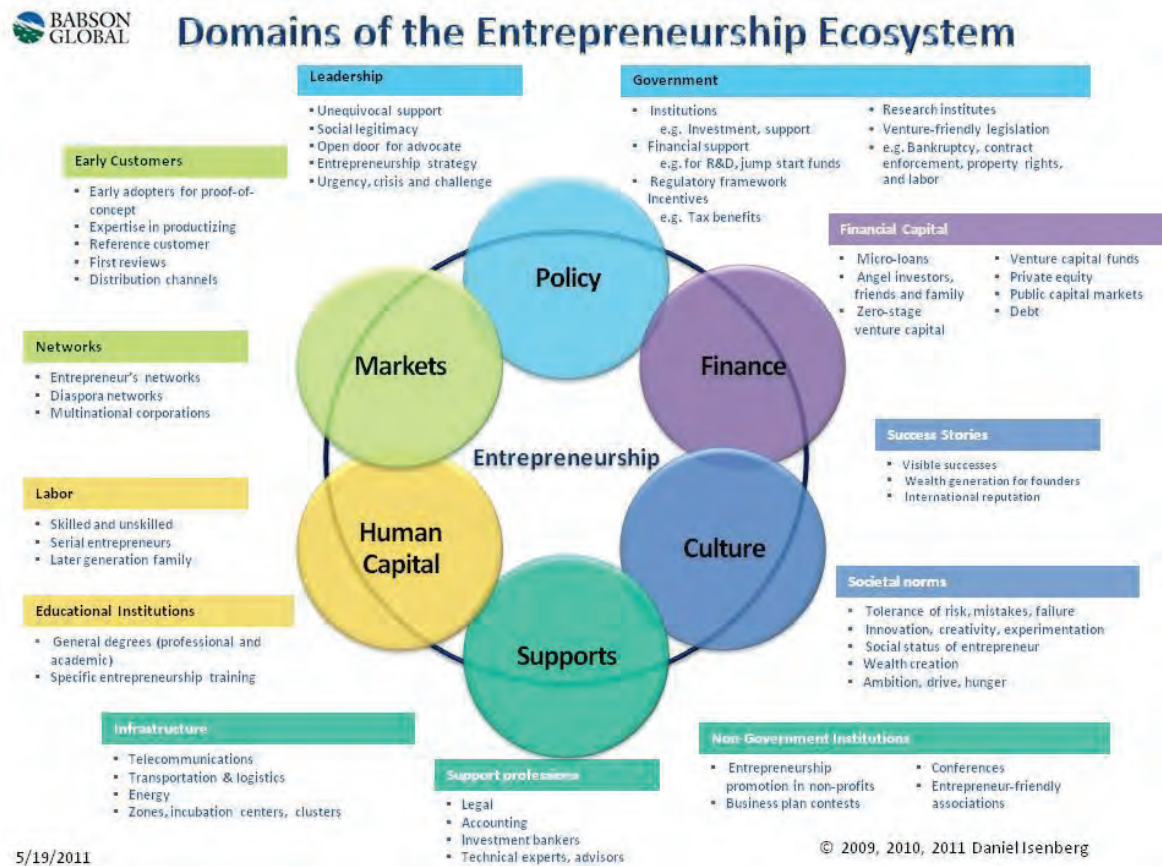 BABSON
GLOBAL
Domains of the Entrepreneurship Ecosystem
Leadership
▪ Unequivocal support
▪ Social legitimacy
▪ Open door for advocate
▪ Entrepreneurship strategy
▪ Urgency, crisis and challenge
Government
▪ Institutions
e.g. Investment, support
▪ Financial support
e.g. for R&D, jump start funds
▪ Regulatory framework
Incentives
e.g. Tax benefits
▪ Research institutes
▪ Venture-friendly legislation
▪ e.g. Bankruptcy, contract
enforcement, property rights,
and labor
Early Customers
▪ Early adopters for proof-of-
concept
▪ Expertise in productizing
▪ Reference customer
▪ First reviews
▪ Distribution channels
Financial Capital
▪ Micro-loans
▪ Angel investors,
friends and family
▪ Zero-stage
venture capital
▪ Venture capital funds
▪ Private equity
▪ Public capital markets
▪ Debt
Policy
Markets
Finance
Networks
▪ Entrepreneur's networks
▪ Diaspora networks
▪ Multinational corporations
Entrepreneurship
Success Stories
▪ Visible successes
▪ Wealth generation for founders
▪ International reputation
Labor
▪ Skilled and unskilled
▪ Serial entrepreneurs
▪ Later generation family
Human
Capital
Culture
Societal norms
▪ Tolerance of risk, mistakes, failure
▪ Innovation, creativity, experimentation
▪ Social status of entrepreneur
▪ Wealth creation
▪ Ambition, drive, hunger
Educational Institutions
▪ General degrees (professional and
academic)
▪ Specific entrepreneurship training
Supports
Infrastructure
▪ Telecommunications
▪ Transportation & logistics
▪ Energy
▪ Zones, incubation centers, clusters
Support professions
▪ Legal
▪ Accounting
▪ Investment bankers
▪ Technical experts, advisors
Non-Government Institutions
▪ Entrepreneurship
promotion in non-profits
▪ Business plan contests
▪ Conferences
▪ Entrepreneur-friendly
associations
5/19/2011
© 2009, 2010, 2011 Daniel Isenberg